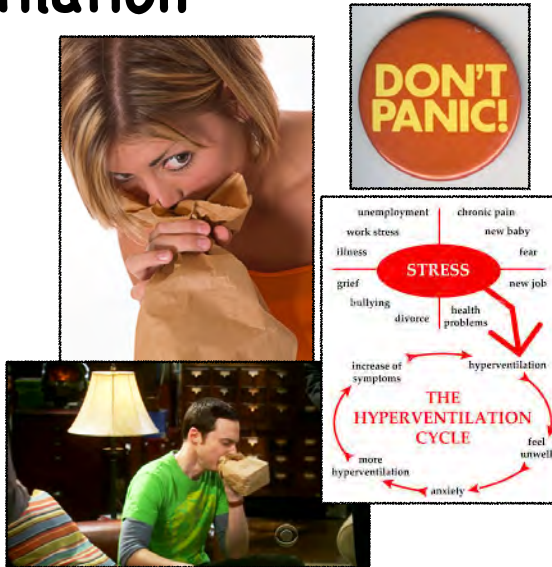 DON'T
PANIC!
unemployment
chronic pain
work stress
new baby
illness
fear
STRESS
grief
new job
bullying
divorce
health
problems
increase of
symptoms
hyperventilation
THE
HYPERVENTILATION
CYCLE
feel
unwell
more
hyperventilation
anxiety